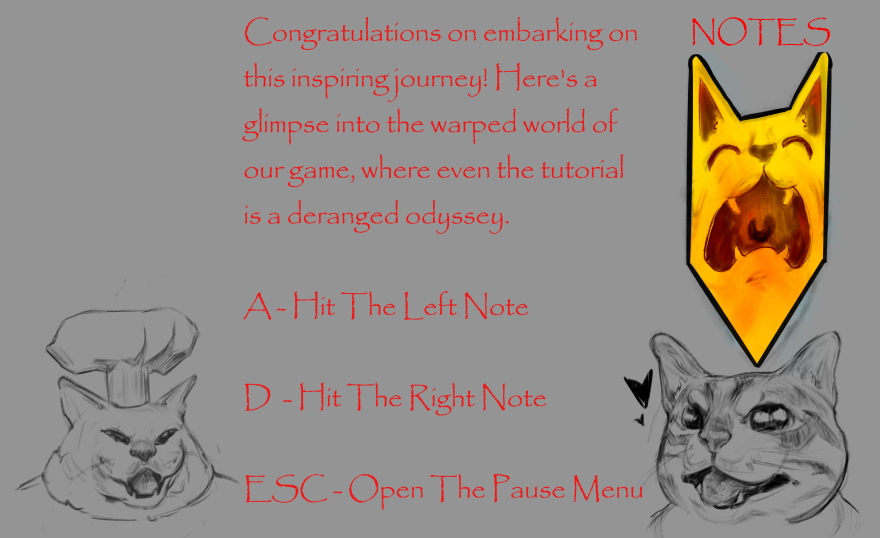 Congratulations on embarking on
this inspiring journey! Here's a
glimpse into the warped world of
our game, where even the tutorial
is a deranged odyssey.
A - Hit The Left Note
D - Hit The Right Note
ESC - Open The Pause Menu
NOTES